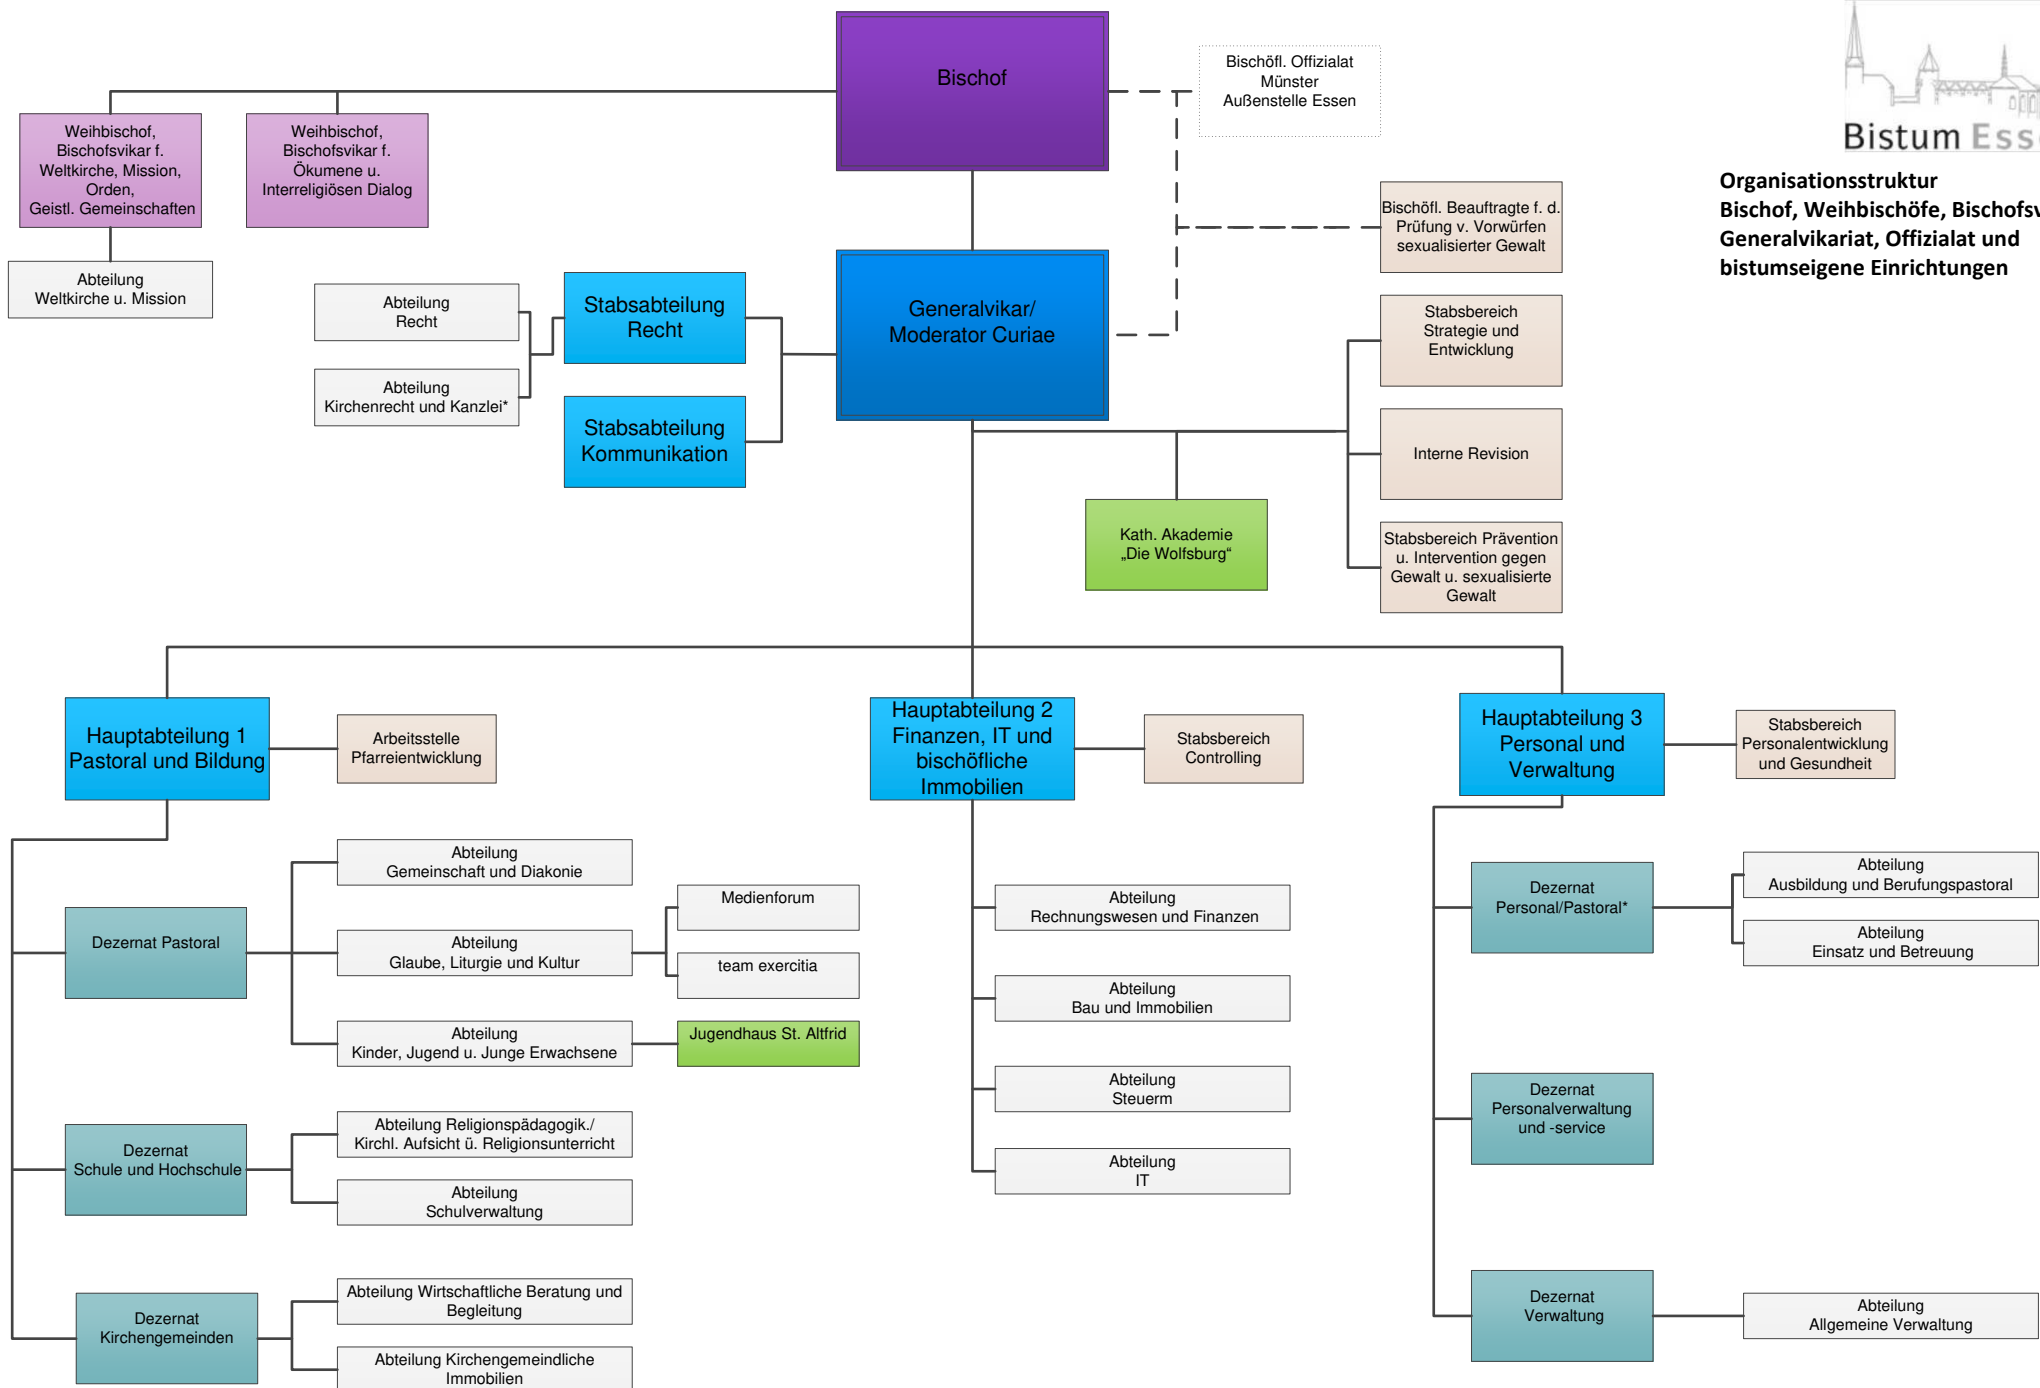 Bischof
Bischöfl. Offizialat
Münster
Außenstelle Essen
Bistum
Organisationsstruktur
Bischof, Weihbischöfe,
Generalvikariat, Offizialat und
bistumseigene Einrichtungen
Weihbischof,
Bischofsvikar f.
Weltkirche, Mission,
Orden,
Geistl. Gemeinschaften
Weihbischof,
Bischofsvikar f.
Ökumene u.
Interreligiösen Dialog
Bischöfl. Beauftragte f. d.
Prüfung v. Vorwürfen
sexualisierter Gewalt
Abteilung
Weltkirche u. Mission
Abteilung
Recht
Stabsabteilung
Recht
Generalvikar/
Moderator Curiae
Stabsbereich
Strategie und
Entwicklung
Abteilung
Kirchenrecht und Kanzlei*
Stabsabteilung
Kommunikation
Interne Revision
Kath. Akademie
„Die Wolfsburg“
Stabsbereich Prävention
u. Intervention gegen
Gewalt u. sexualisierte
Gewalt
Hauptabteilung 1
Pastoral und Bildung
Arbeitsstelle
Pfarreientwicklung
Hauptabteilung 2
Finanzen, IT und
bischöfliche
Immobilien
Stabsbereich
Controlling
Hauptabteilung 3
Personal und
Verwaltung
Stabsbereich
Personalentwicklung
und Gesundheit
Dezernat Pastoral
Abteilung
Gemeinschaft und Diakonie
Abteilung
Glaube, Liturgie und Kultur
Medienforum
team exercitia
Abteilung
Kinder, Jugend u. Junge Erwachsene
Jugendhaus St. Altfrid
Dezernat
Schule und Hochschule
Abteilung Religionspädagogik./
Kirchl. Aufsicht ü. Religionsunterricht
Abteilung
Schulverwaltung
Dezernat
Kirchengemeinden
Abteilung Wirtschaftliche Beratung und
Begleitung
Abteilung Kirchengemeindliche
Immobilien
Abteilung
Rechnungswesen und Finanzen
Abteilung
Bau und Immobilien
Abteilung
Steuerm
Abteilung
IT
Dezernat
Personal/Pastoral*
Abteilung
Ausbildung und Berufungspastoral
Abteilung
Einsatz und Betreuung
Dezernat
Personalverwaltung
und -service
Dezernat
Verwaltung
Abteilung
Allgemeine Verwaltung